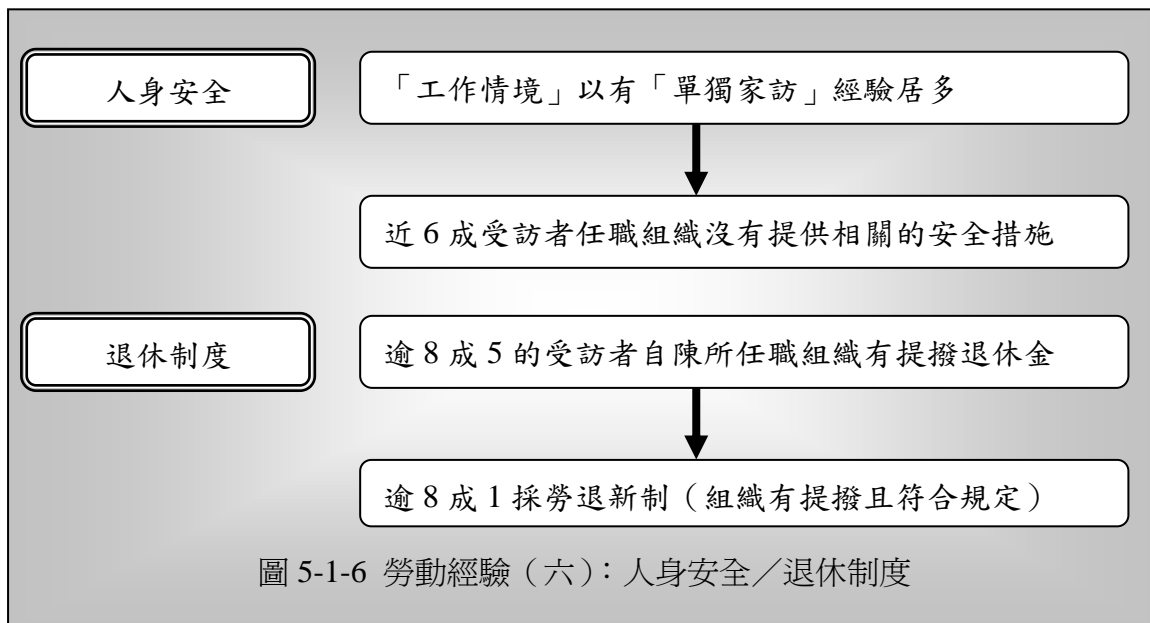 人身安全
「工作情境」以有「單獨家訪」經驗居多
近 6 成受訪者任職組織沒有提供相關的安全措施
退休制度
逾 8 成 5 的受訪者自陳所任職組織有提撥退休金
逾 8 成 1 採勞退新制（組織有提撥且符合規定）
圖 5-1-6 勞動經驗（六）：人身安全／退休制度